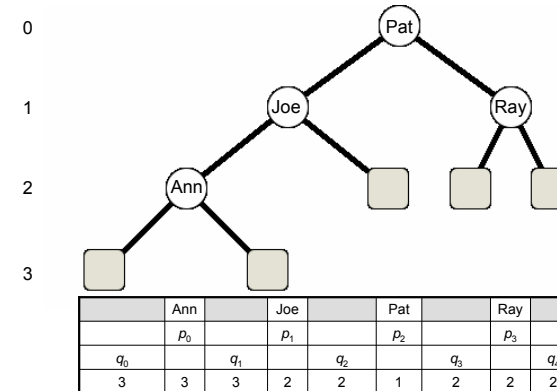 0
Pat
1
Joe
Ray
2
Ann
3
Ann Joe Pat Ray
p0 p1 p2 p3
q0 q1 q2 q3
3 3 3 2 2 1 2 2 2